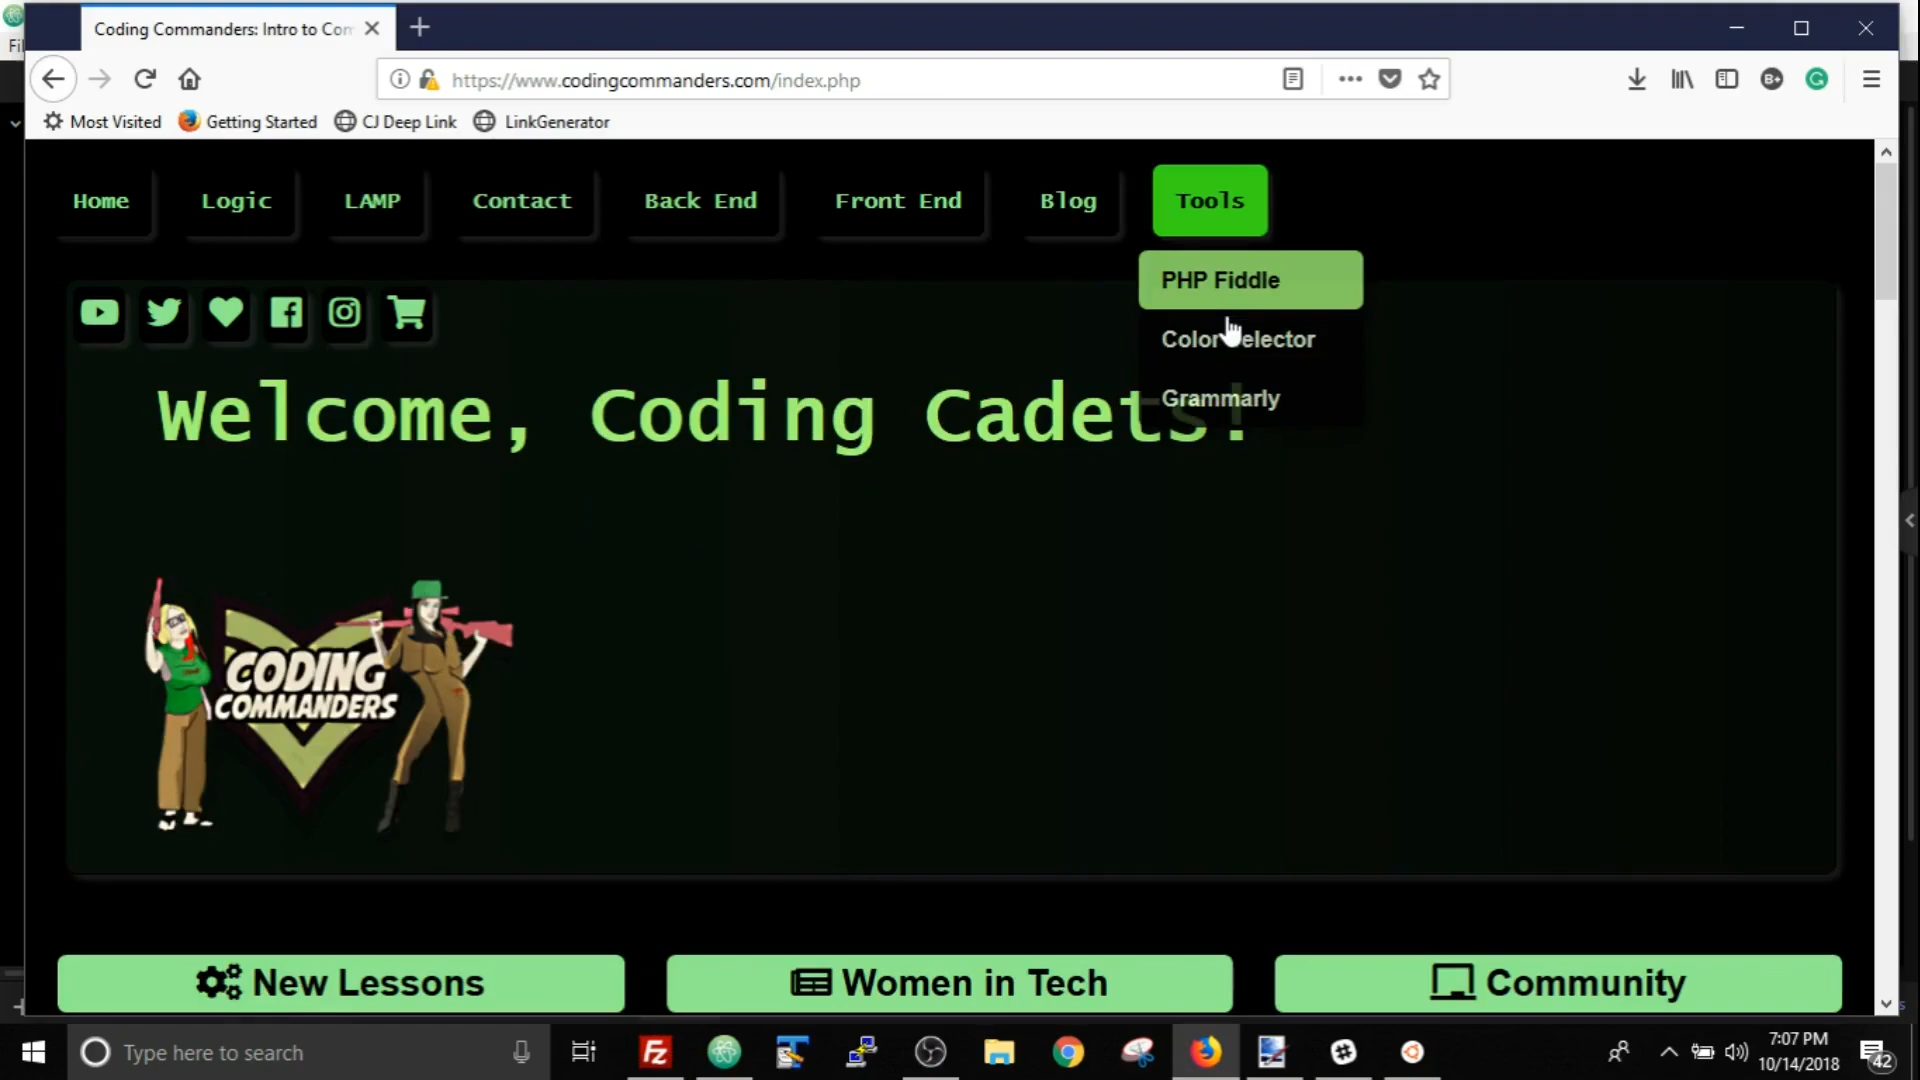 Coding Commanders: Intro to Com
Fil
https://www.codingcommanders.com/index.php
Most Visited
Getting Started
CJ Deep Link
LinkGenerator
Home
Logic
LAMP
Contact
Back End
Front End
Blog
Tools
PHP Fiddle
Color Selector
Grammarly
Welcome, Coding Cadets!
CODING
COMMANDERS
New Lessons
Women in Tech
Community
Type here to search
7:07 PM
10/14/2018
42